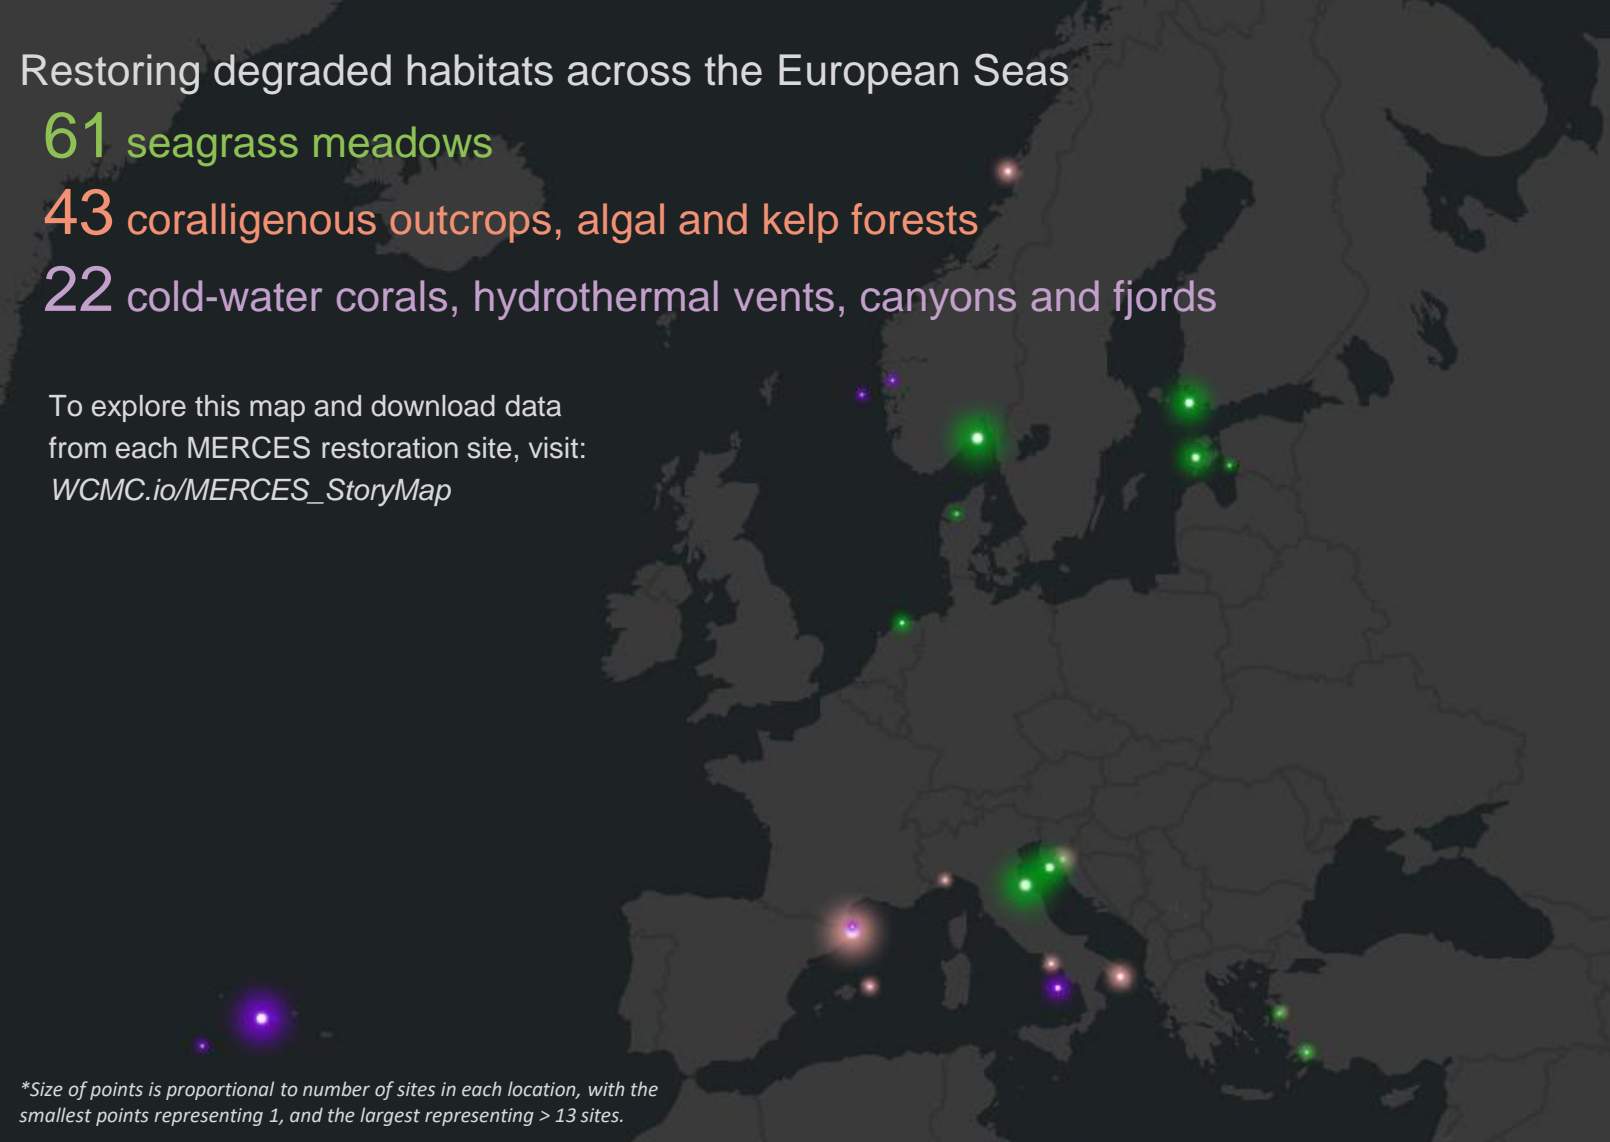 Restoring degraded habitats across the European Seas
61 seagrass meadows
43 coralligenous outcrops, algal and kelp forests
22 cold-water corals, hydrothermal vents, canyons and fjords
To explore this map and download data
from each MERCES restoration site, visit:
WCMC.io/MERCES_StoryMap
*Size of points is proportional to number of sites in each location, with the
smallest points representing 1, and the largest representing > 13 sites.